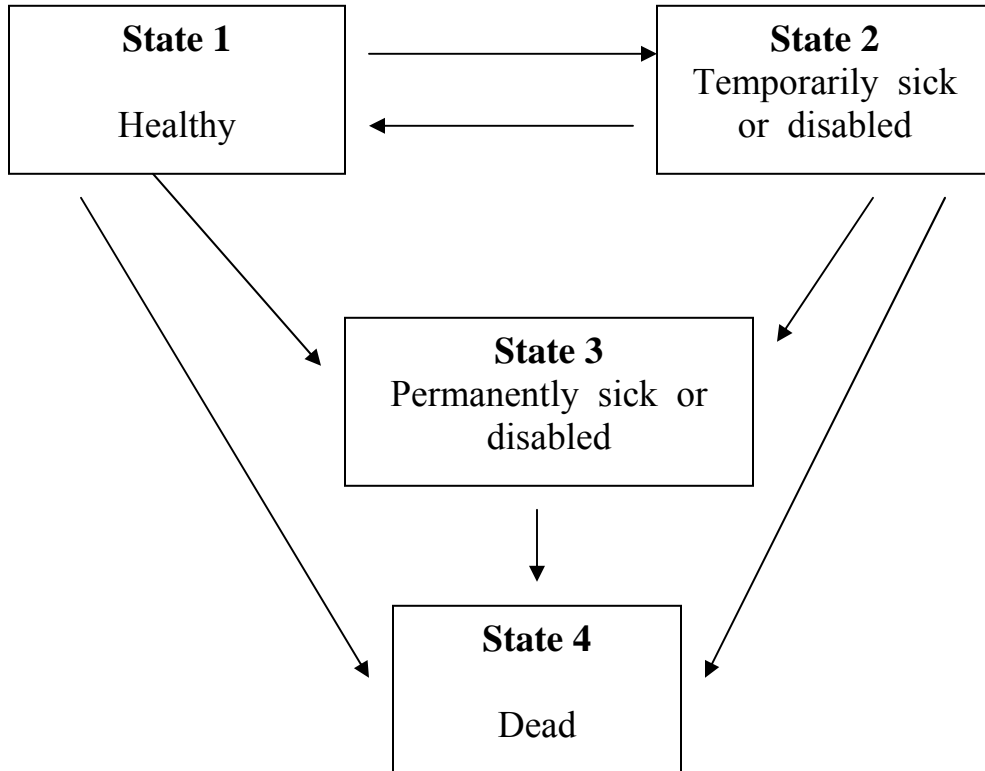 State 1
Healthy
State 2
Temporarily sick
or disabled
State 3
Permanently sick or
disabled
State 4
Dead